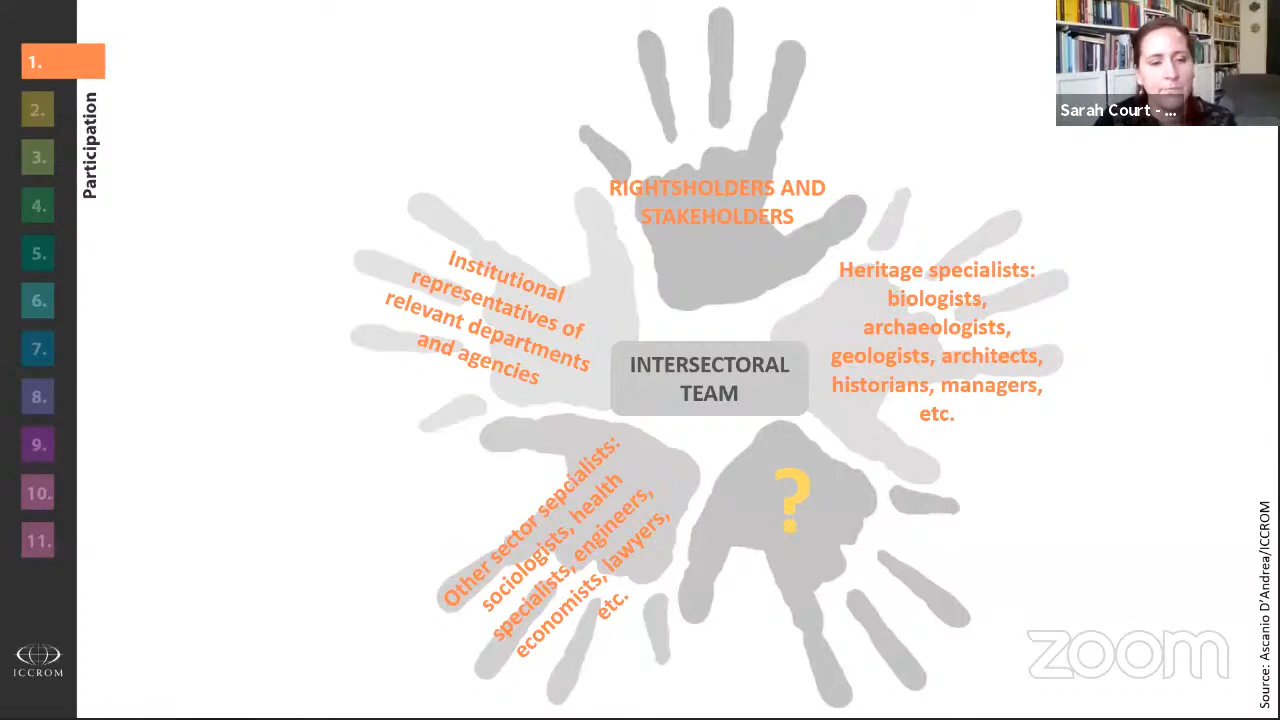 1.
2.
3.
4.
5.
6.
7.
8.
9.
10.
11.
Participation
ICCROM
RIGHTSHOLDERS AND
STAKEHOLDERS
Institutional
representatives of
relevant departments
and agencies
Heritage specialists:
biologists,
archaeologists,
geologists, architects,
historians, managers,
etc.
INTERSECTORAL
TEAM
Other sector sepcialists:
sociologists, health
specialists, engineers,
economists, lawyers,
etc.
?
Sarah Court - ...
zoom
Source: Ascanio D'Andrea/ICCROM